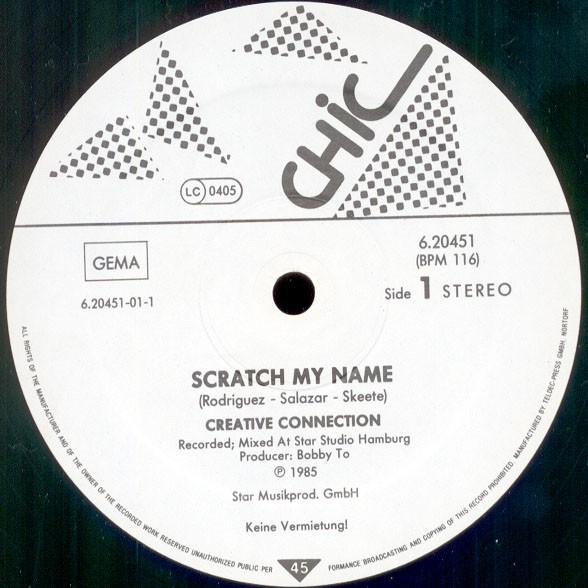 CHIC
LC 0405
GEMA
6.20451-01-1
6.20451
(BPM 116)
Side 1 STEREO
SCRATCH MY NAME
(Rodriguez - Salazar - Skeete)
CREATIVE CONNECTION
Recorded; Mixed At Star Studio Hamburg
Producer: Bobby To
℗ 1985
Star Musikprod. GmbH
Keine Vermietung!
ALL RIGHTS OF THE MANUFACTURER AND OF THE OWNER OF THE RECORDED WORK RESERVED UNAUTHORIZED PUBLIC PER
45
FORMANCE BROADCASTING AND COPYING OF THIS RECORD PROHIBITED. MANUFACTURED BY TELDEC-PRESS GMBH, NORTORF